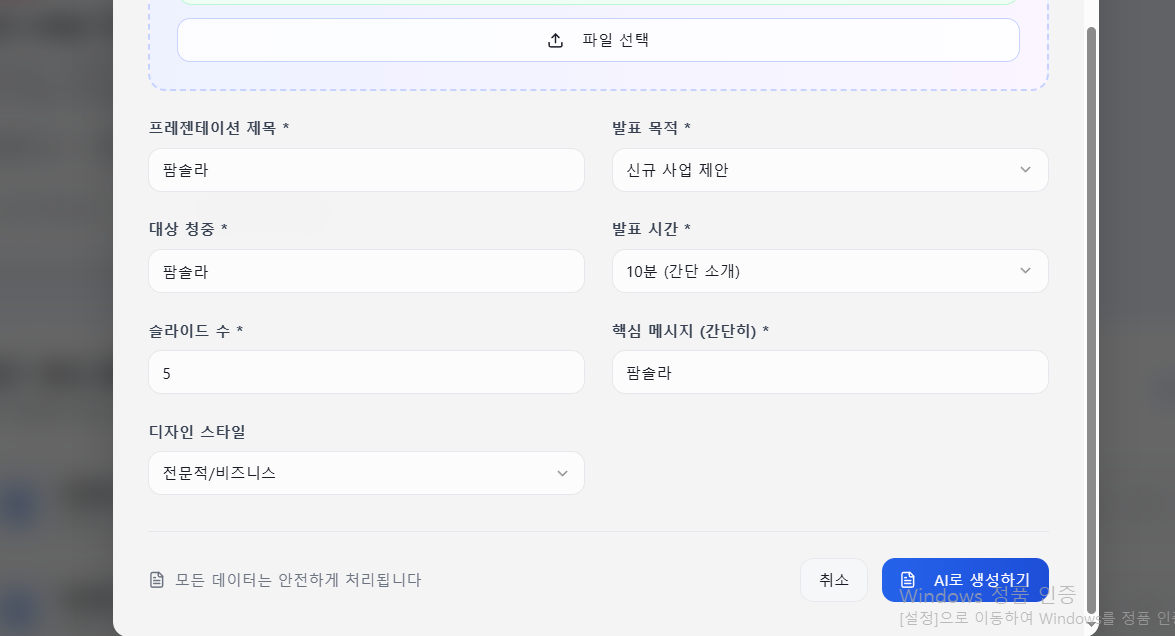 파일 선택
프레젠테이션 제목 *
발표 목적 *
팜솔라
신규 사업 제안
대상 청중 *
발표 시간 *
팜솔라
10분 (간단 소개)
슬라이드 수 *
핵심 메시지 (간단히) *
5
팜솔라
디자인 스타일
전문적/비즈니스
모든 데이터는 안전하게 처리됩니다
취소
AI로 생성하기
Windows 정품 인증
[설정]으로 이동하여 Windows를 정품 인